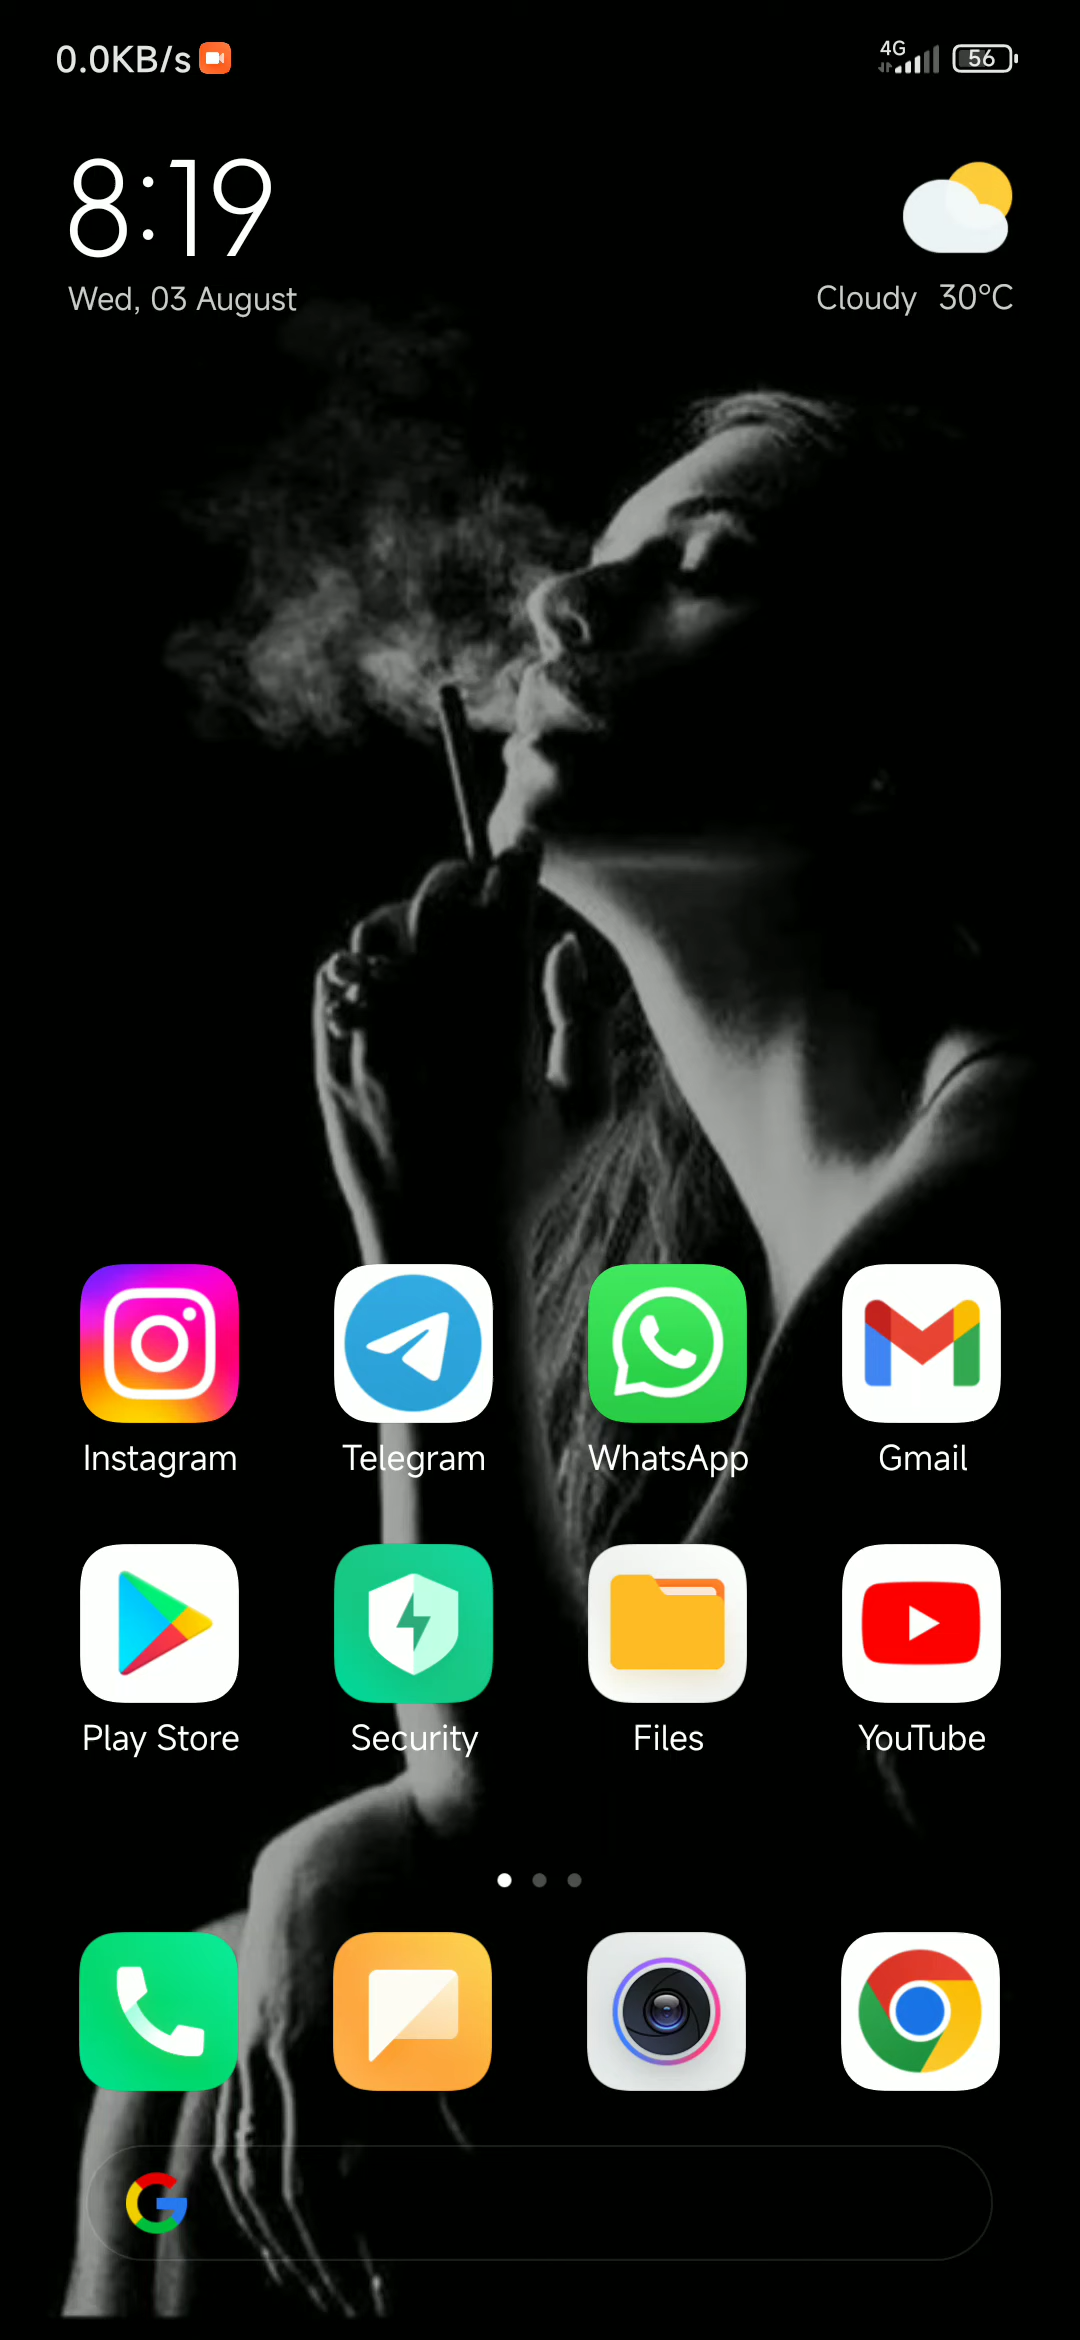 0.0KB/s
4G
56
8:19
Wed, 03 August
Cloudy 30°C
Instagram
Telegram
WhatsApp
Gmail
Play Store
Security
Files
YouTube